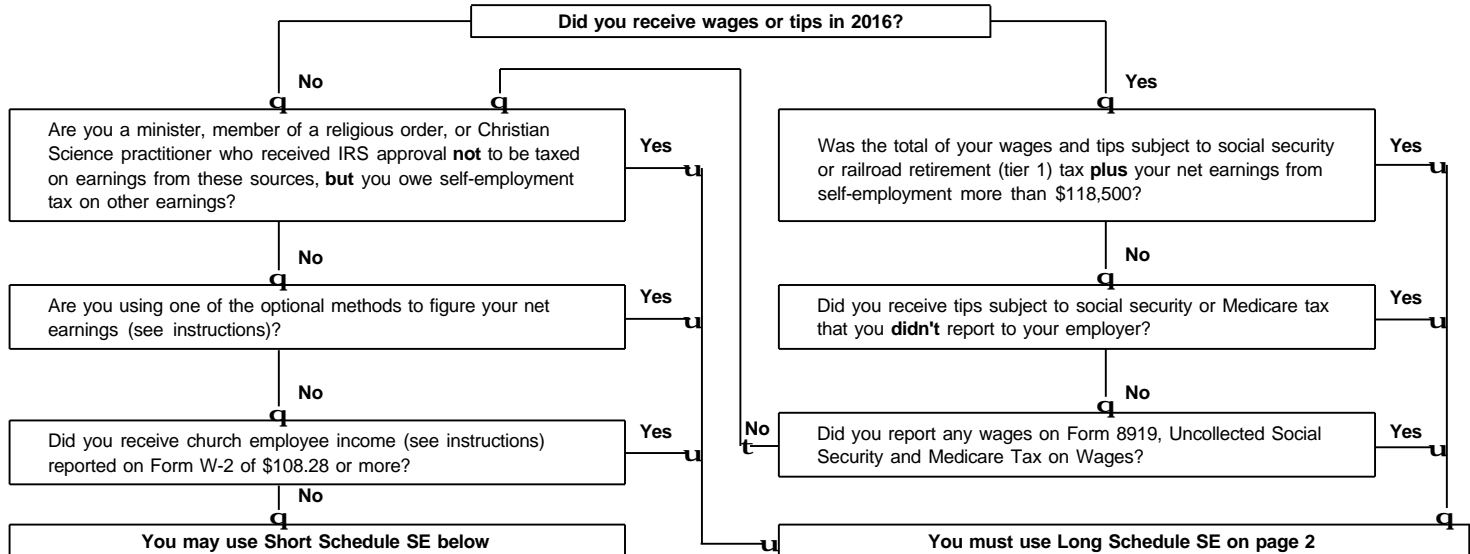 Did you receive wages or tips in 2016?
No
q
q
Yes
q
Are you a minister, member of a religious order, or Christian
Science practitioner who received IRS approval not to be taxed
on earnings from these sources, but you owe self-employment
tax on other earnings?
Yes
u
Was the total of your wages and tips subject to social security
or railroad retirement (tier 1) tax plus your net earnings from
self-employment more than $118,500?
Yes
u
No
q
No
q
Are you using one of the optional methods to figure your net
earnings (see instructions)?
Yes
u
Did you receive tips subject to social security or Medicare tax
that you didn't report to your employer?
Yes
u
No
q
No
q
Did you receive church employee income (see instructions)
reported on Form W-2 of $108.28 or more?
Yes
u
No
t
Did you report any wages on Form 8919, Uncollected Social
Security and Medicare Tax on Wages?
Yes
u
No
q
q
You may use Short Schedule SE below
u
You must use Long Schedule SE on page 2